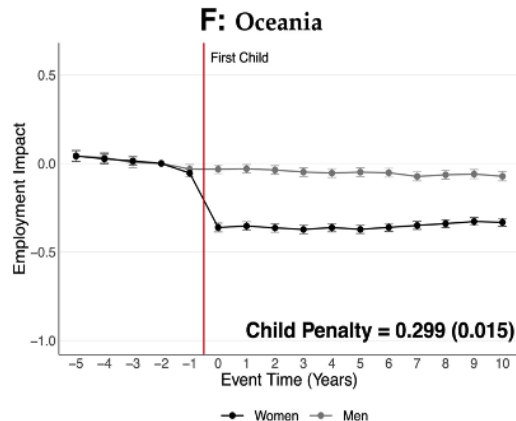 F: Oceania
First Child
0.5
0.0
−0.5
−1.0
Employment Impact
Child Penalty = 0.299 (0.015)
−5 −4 −3 −2 −1 0 1 2 3 4 5 6 7 8 9 10
Event Time (Years)
Women Men